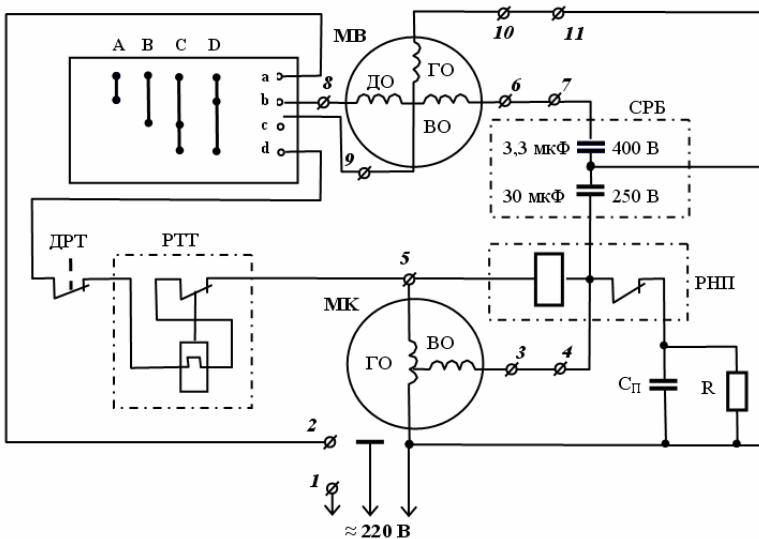 A B C D
a
b
c
d
МВ
ДО
ГО
ВО
8
9
10 11
6 7
СРБ
3,3 мкФ 400 В
30 мкФ 250 В
ДРТ
РТТ
5
МК
ГО
ВО
3 4
РНП
СП
R
2
1
≈ 220 В